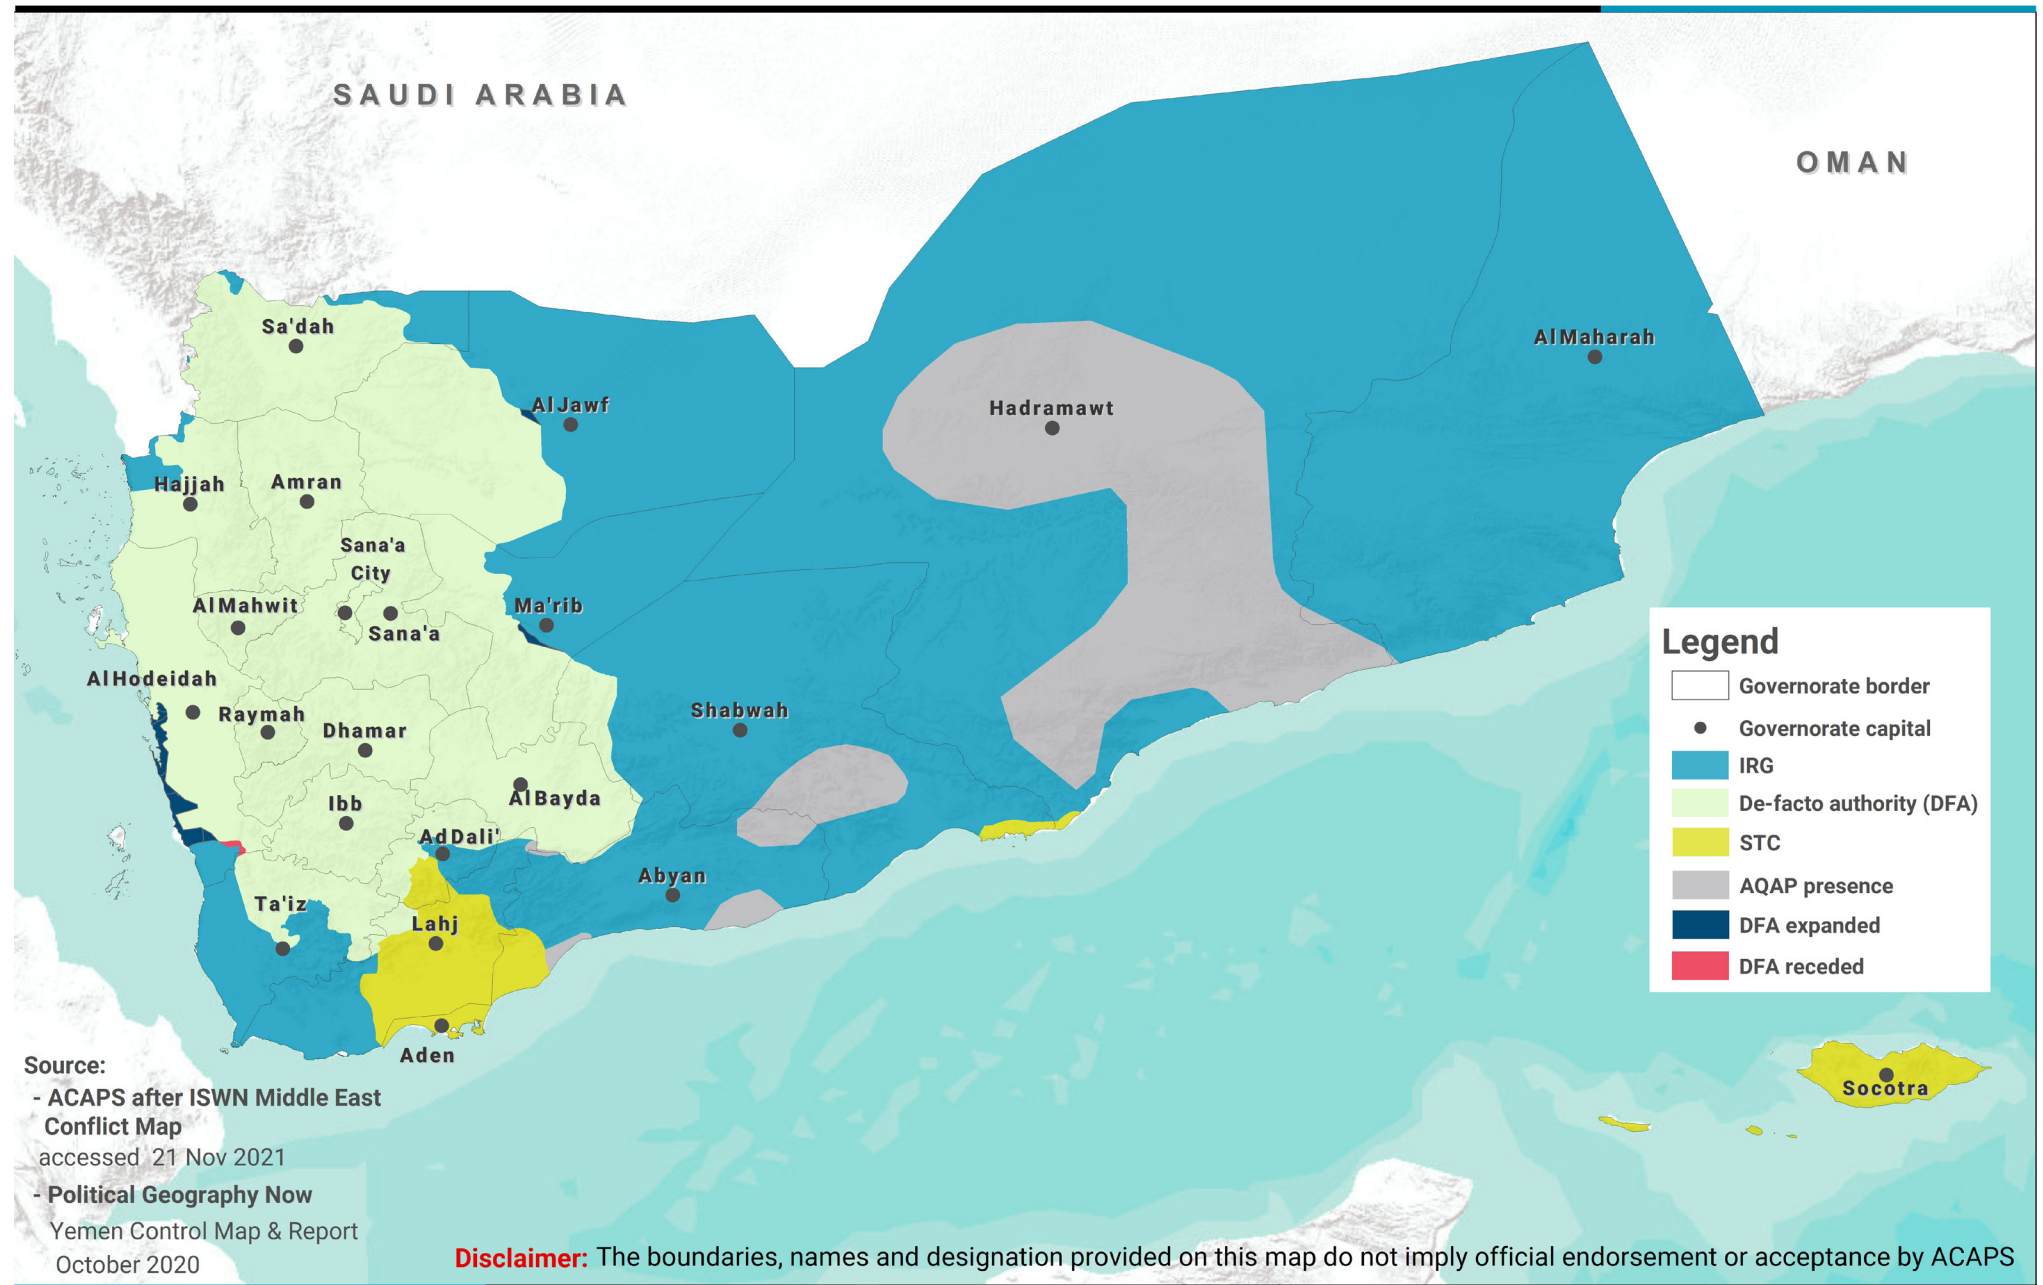 SAUDI ARABIA
OMAN
Sa'dah
Al Maharah
Al Jawf
Hadramawt
Hajjah
Amran
Sana'a
City
Al Mahwit
Ma'rib
Sana'a
Al Hodeidah
Raymah
Shabwah
Dhamar
Ibb
Al Bayda
Ad Dali'
Abyan
Ta'iz
Lahj
Aden
Socotra
Legend
Governorate border
Governorate capital
IRG
De-facto authority (DFA)
STC
AQAP presence
DFA expanded
DFA receded
Source:
- ACAPS after ISWN Middle East
Conflict Map
accessed 21 Nov 2021
- Political Geography Now
Yemen Control Map & Report
October 2020
Disclaimer: The boundaries, names and designation provided on this map do not imply official endorsement or acceptance by ACAPS